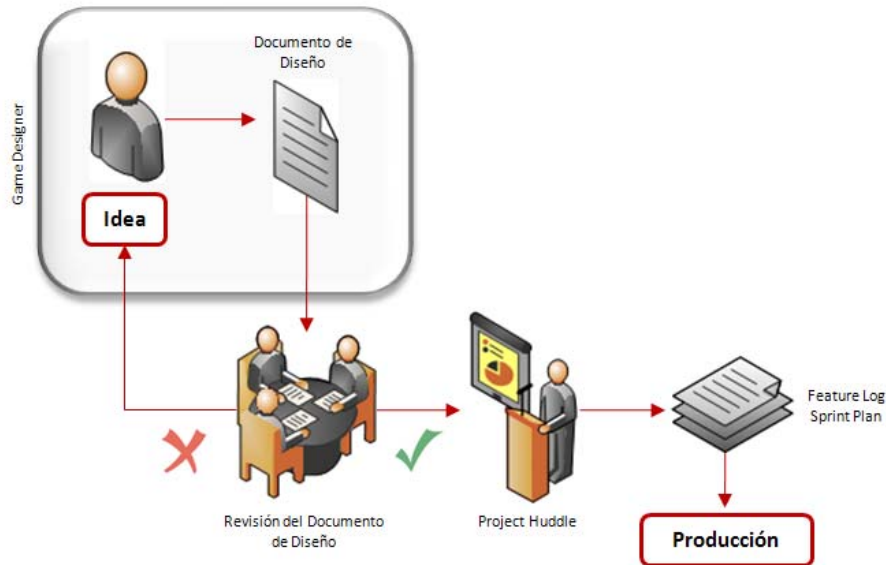 Documento de
Diseño
Game Designer
Idea
Feature Log
Sprint Plan
Revisión del Documento
de Diseño
Project Huddle
Producción